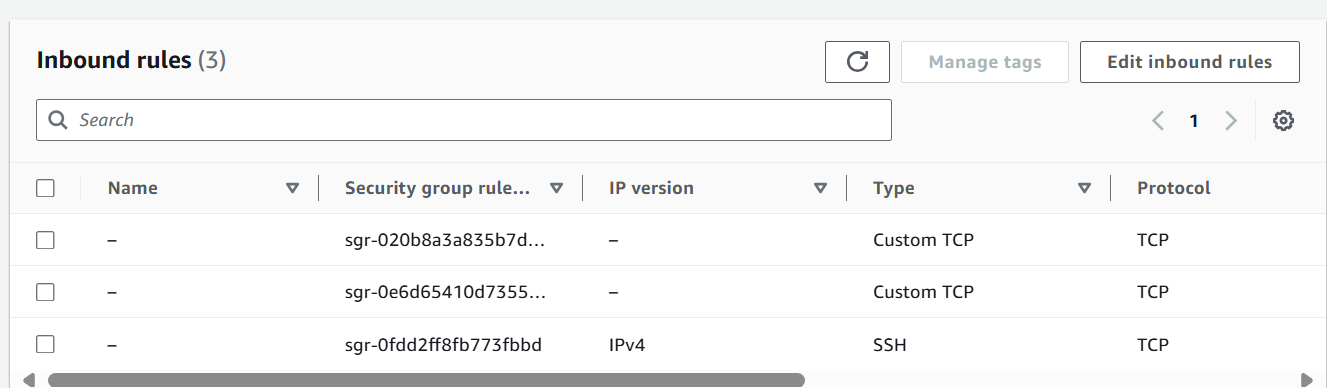 Inbound rules (3)
Manage tags
Edit inbound rules
Search
1
Name Security group rule... IP version Type Protocol
– sgr-020b8a3a835b7d... – Custom TCP TCP
– sgr-0e6d65410d7355... – Custom TCP TCP
– sgr-0fdd2ff8fb773fbbd IPv4 SSH TCP